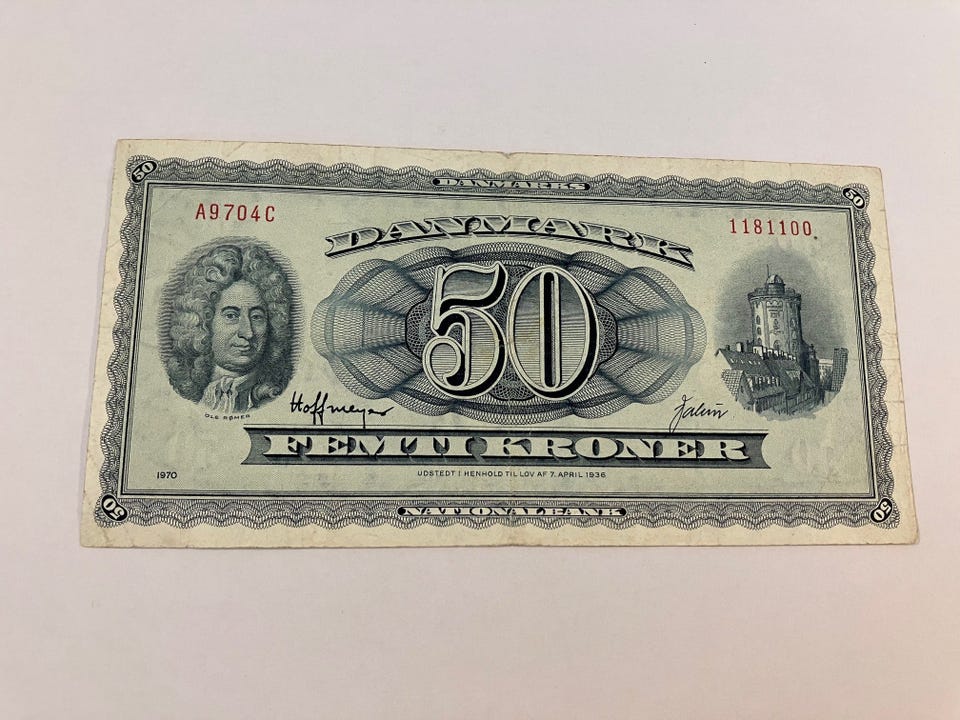 50 DANMARKS 50
A9704C 1181100
DANMARK
50
OLE RØMER Hoffmeyer
FEMTI KRONER
1970 UDSTEDT I HENHOLD TIL LOV AF 7. APRIL 1936
50 NATIONALBANK 50